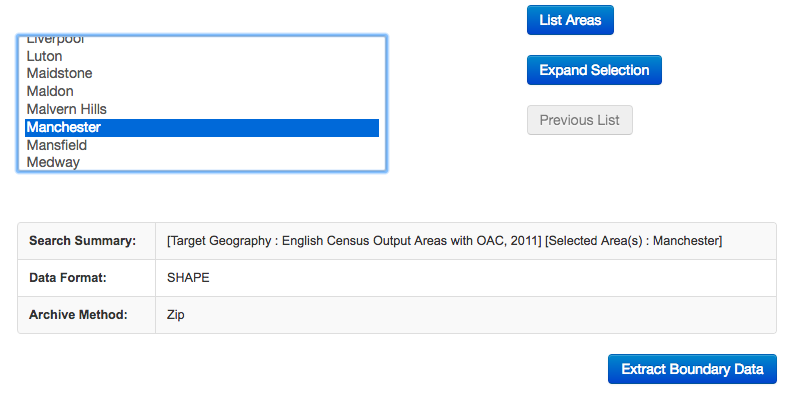 List Areas
Liverpool
Luton
Maidstone
Expand Selection
Maldon
Malvern Hills
Previous List
Manchester
Mansfield
Medway
Search Summary: [Target Geography : English Census Output Areas with OAC, 2011] [Selected Area(s) : Manchester]
Data Format: SHAPE
Archive Method: Zip
Extract Boundary Data